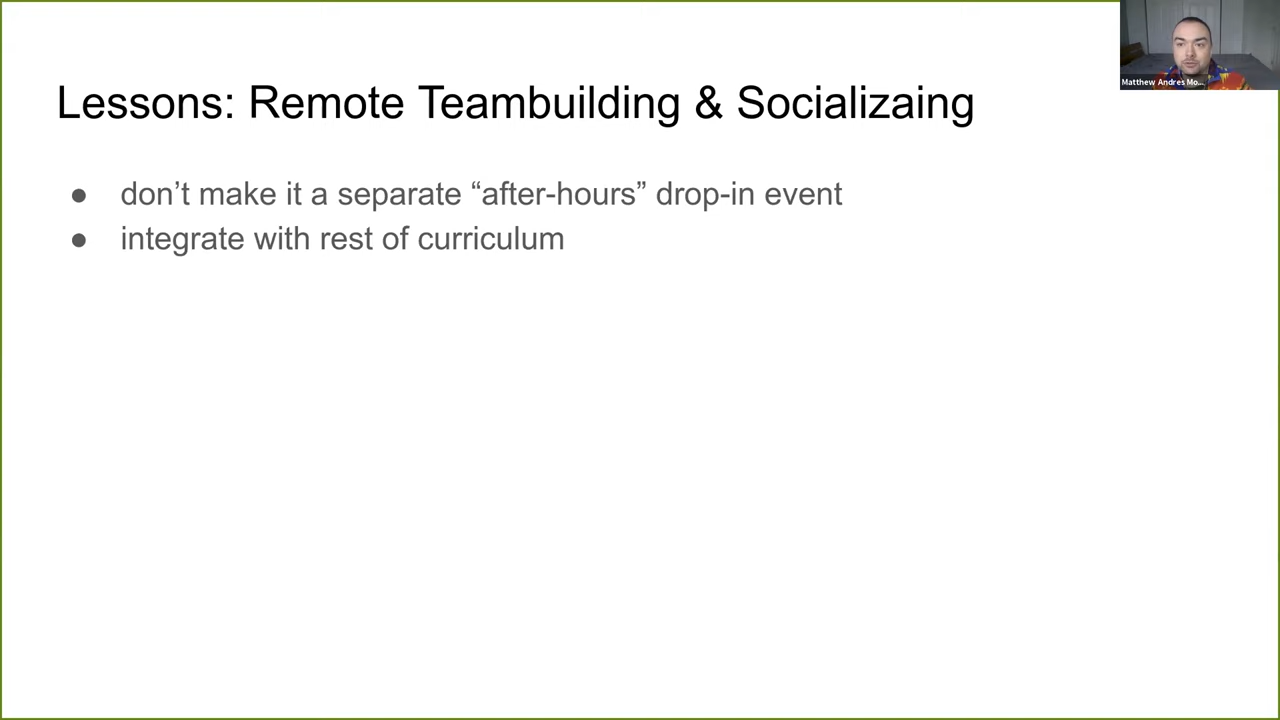 Lessons: Remote Teambuilding & Socializaing
● don’t make it a separate “after-hours” drop-in event
● integrate with rest of curriculum
Matthew Andres Mo...